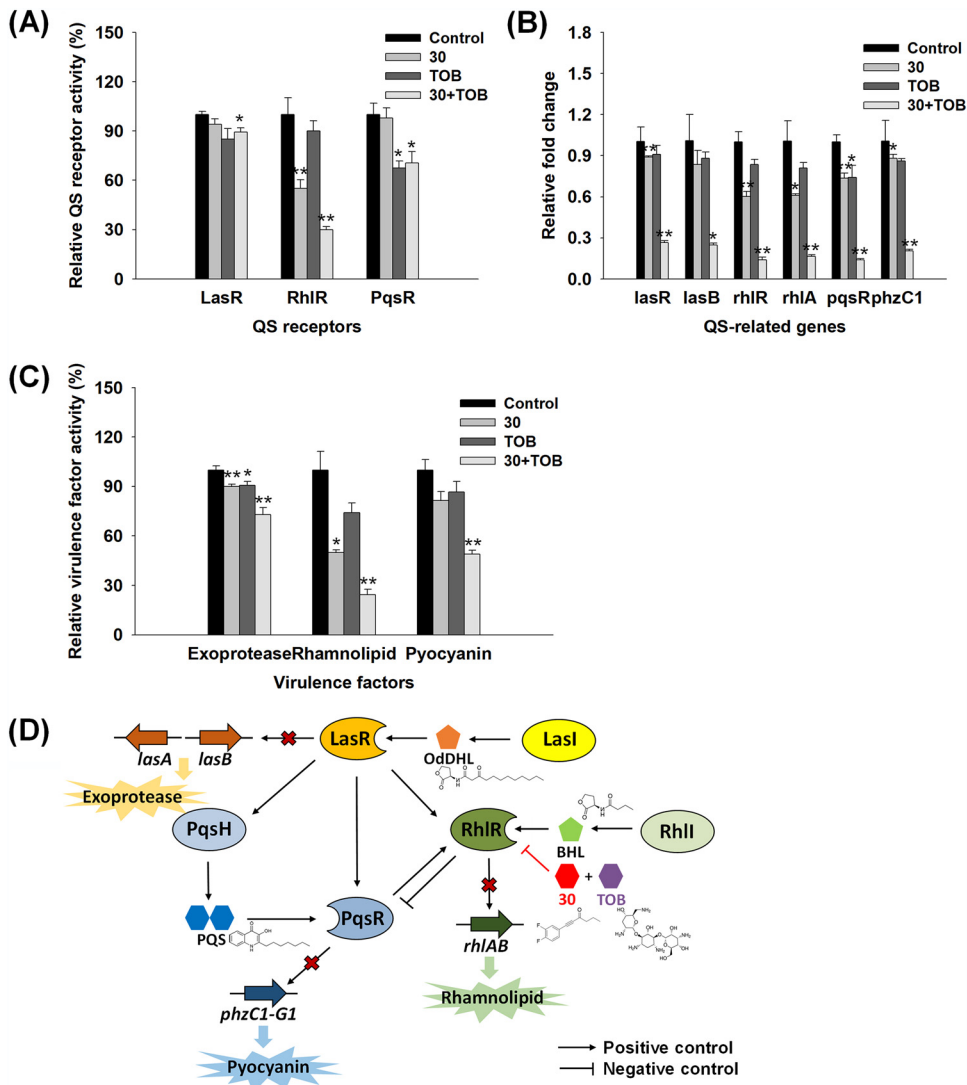 (A)
Relative QS receptor activity (%)
150
120
90
60
30
0
Control
30
TOB
30+TOB
*
**
**
*
*
LasR RhlR PqsR
QS receptors
(B)
Relative fold change
1.8
1.5
1.2
0.9
0.6
0.3
0.0
Control
30
TOB
30+TOB
**
**
*
**
**
*
**
**
*
**
*
**
lasR lasB rhlR rhlA pqsR phzC1
QS-related genes
(C)
Relative virulence factor activity (%)
150
120
90
60
30
0
Control
30
TOB
30+TOB
** *
**
*
**
**
Exoprotease Rhamnolipid Pyocyanin
Virulence factors
(D)
lasA lasB
LasR
OdDHL
LasI
Exoprotease
PqsH
RhlR
BHL
RhlI
30 + TOB
PQS
PqsR
rhlAB
phzC1-G1
Rhamnolipid
Pyocyanin
Positive control
Negative control